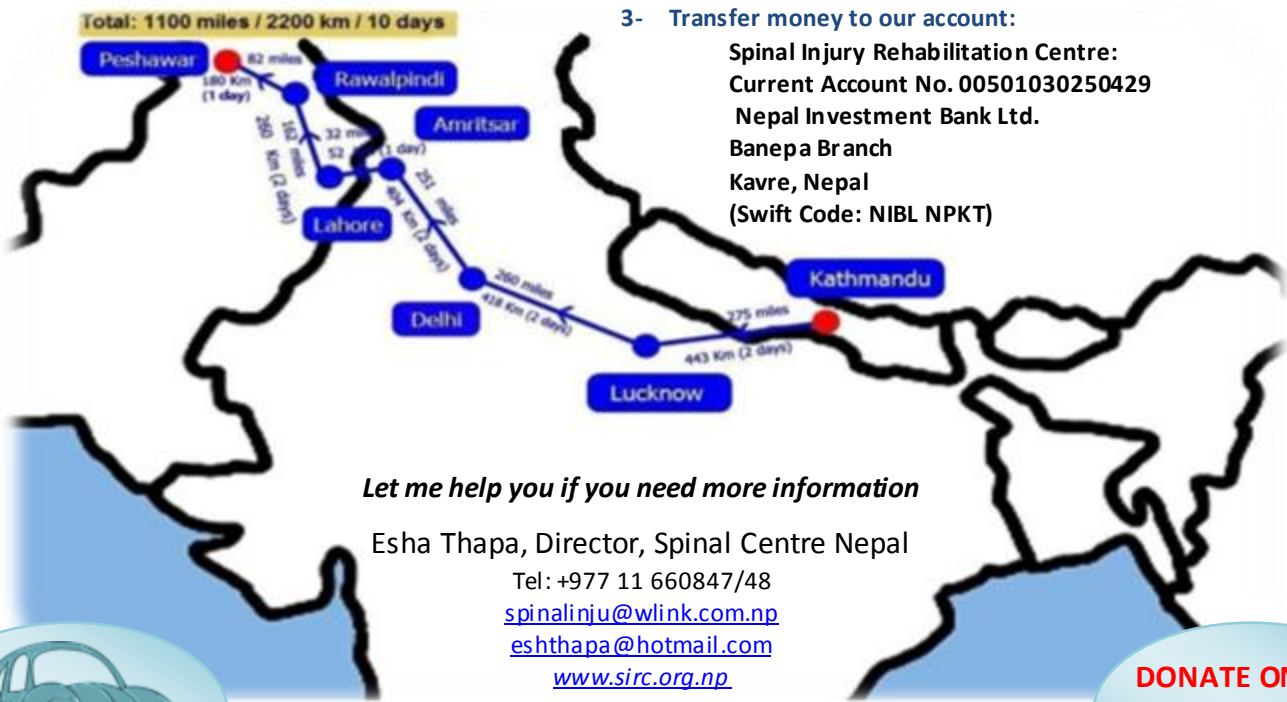 Total: 1100 miles / 2200 km / 10 days
3- Transfer money to our account:
Spinal Injury Rehabilitation Centre:
Current Account No. 00501030250429
Nepal Investment Bank Ltd.
Banepa Branch
Kavre, Nepal
(Swift Code: NIBL NPKT)
Peshawar
82 miles
180 Km
(1 day)
Rawalpindi
162 miles
260 Km (2 days)
Amritsar
32 miles
52 (1 day)
Lahore
251 miles
404 Km (2 days)
Delhi
260 miles
418 Km (2 days)
Kathmandu
275 miles
443 Km (2 days)
Lucknow
Let me help you if you need more information
Esha Thapa, Director, Spinal Centre Nepal
Tel: +977 11 660847/48
spinalinju@wlink.com.np
eshthapa@hotmail.com
www.sirc.org.np
DONATE ON